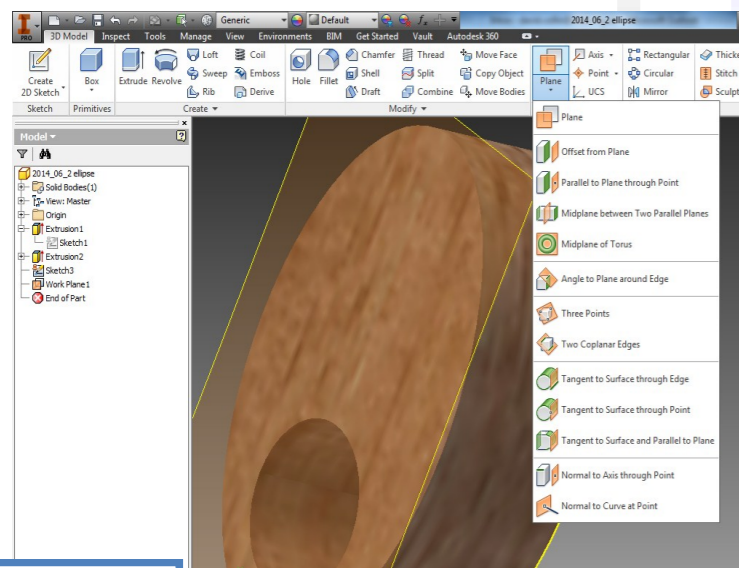 Generic Default fx 2014_06_2 ellipse
PRO 3D Model Inspect Tools Manage View Environments BIM Get Started Vault Autodesk 360
Create 2D Sketch
Box
Extrude Revolve
Loft
Sweep
Rib
Coil
Emboss
Derive
Hole Fillet
Chamfer
Shell
Draft
Thread
Split
Combine
Move Face
Copy Object
Move Bodies
Plane
Axis
Point
UCS
Rectangular
Circular
Mirror
Stitch
Sketch Primitives Create Modify
Model
2014_06_2 ellipse
Solid Bodies(1)
View: Master
Origin
Extrusion1
Sketch1
Extrusion2
Sketch3
Work Plane1
End of Part
Plane
Offset from Plane
Parallel to Plane through Point
Midplane between Two Parallel Planes
Midplane of Torus
Angle to Plane around Edge
Three Points
Two Coplanar Edges
Tangent to Surface through Edge
Tangent to Surface through Point
Tangent to Surface and Parallel to Plane
Normal to Axis through Point
Normal to Curve at Point